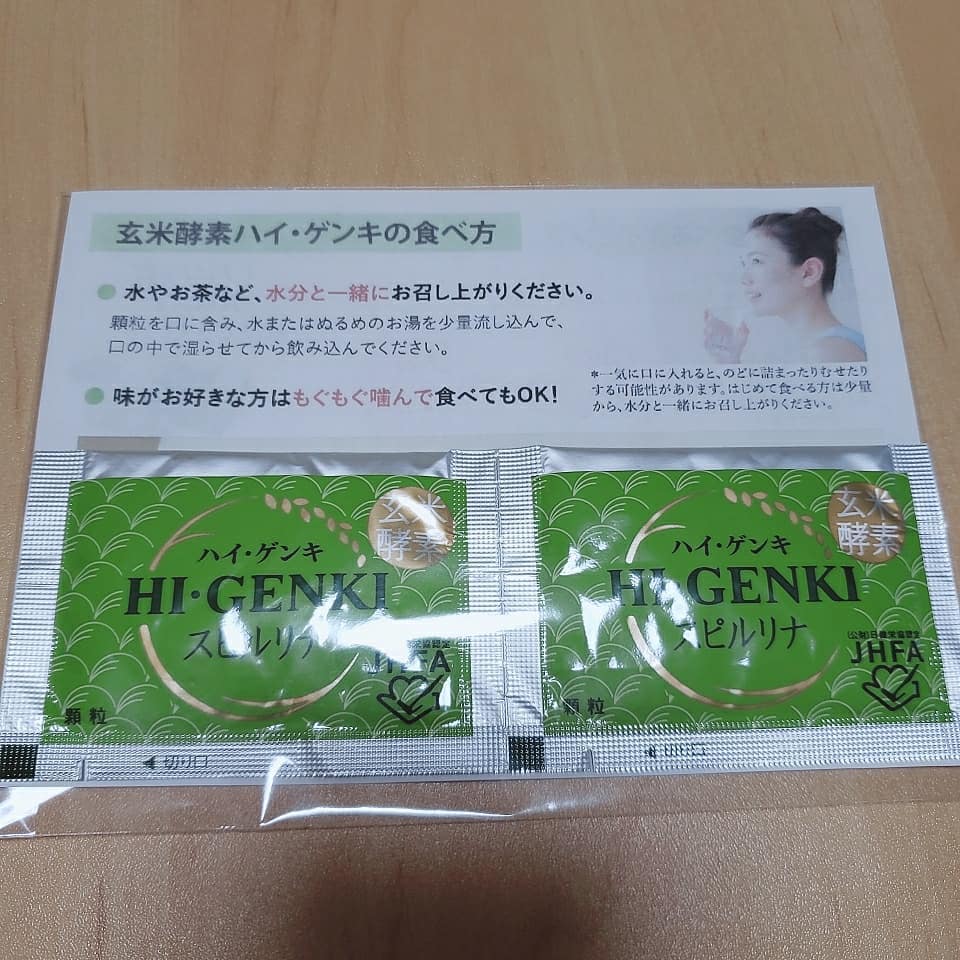 玄米酵素ハイ・ゲンキの食べ方
● 水やお茶など、水分と一緒にお召し上がりください。
顆粒を口に含み、水またはぬるめのお湯を少量流し込んで、
口の中で湿らせてから飲み込んでください。
● 味がお好きな方はもぐもぐ噛んで食べてもOK!
*一気に口に入れると、のどに詰まったりむせたり
する可能性があります。はじめて食べる方は少量
から、水分と一緒にお召し上がりください。
玄米
酵素
ハイ・ゲンキ
HI・GENKI
スピルリナ
JHFA
顆粒
◀ 切り口
玄米
酵素
ハイ・ゲンキ
HI・GENKI
スピルリナ
(公財)日健栄協認定
JHFA
顆粒